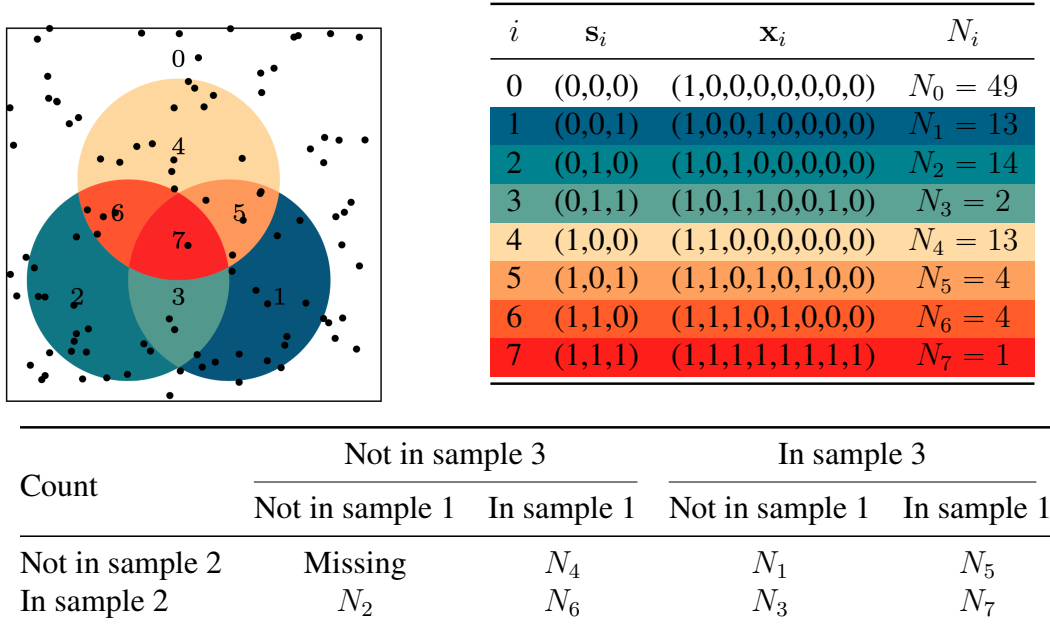 0
4
6
5
7
2
3
1
i s_i x_i N_i
0 (0,0,0) (1,0,0,0,0,0,0,0) N_0 = 49
1 (0,0,1) (1,0,0,1,0,0,0,0) N_1 = 13
2 (0,1,0) (1,0,1,0,0,0,0,0) N_2 = 14
3 (0,1,1) (1,0,1,1,0,0,1,0) N_3 = 2
4 (1,0,0) (1,1,0,0,0,0,0,0) N_4 = 13
5 (1,0,1) (1,1,0,1,0,1,0,0) N_5 = 4
6 (1,1,0) (1,1,1,0,1,0,0,0) N_6 = 4
7 (1,1,1) (1,1,1,1,1,1,1,1) N_7 = 1
Not in sample 3 In sample 3
Count
Not in sample 1 In sample 1 Not in sample 1 In sample 1
Not in sample 2 Missing N_4 N_1 N_5
In sample 2 N_2 N_6 N_3 N_7